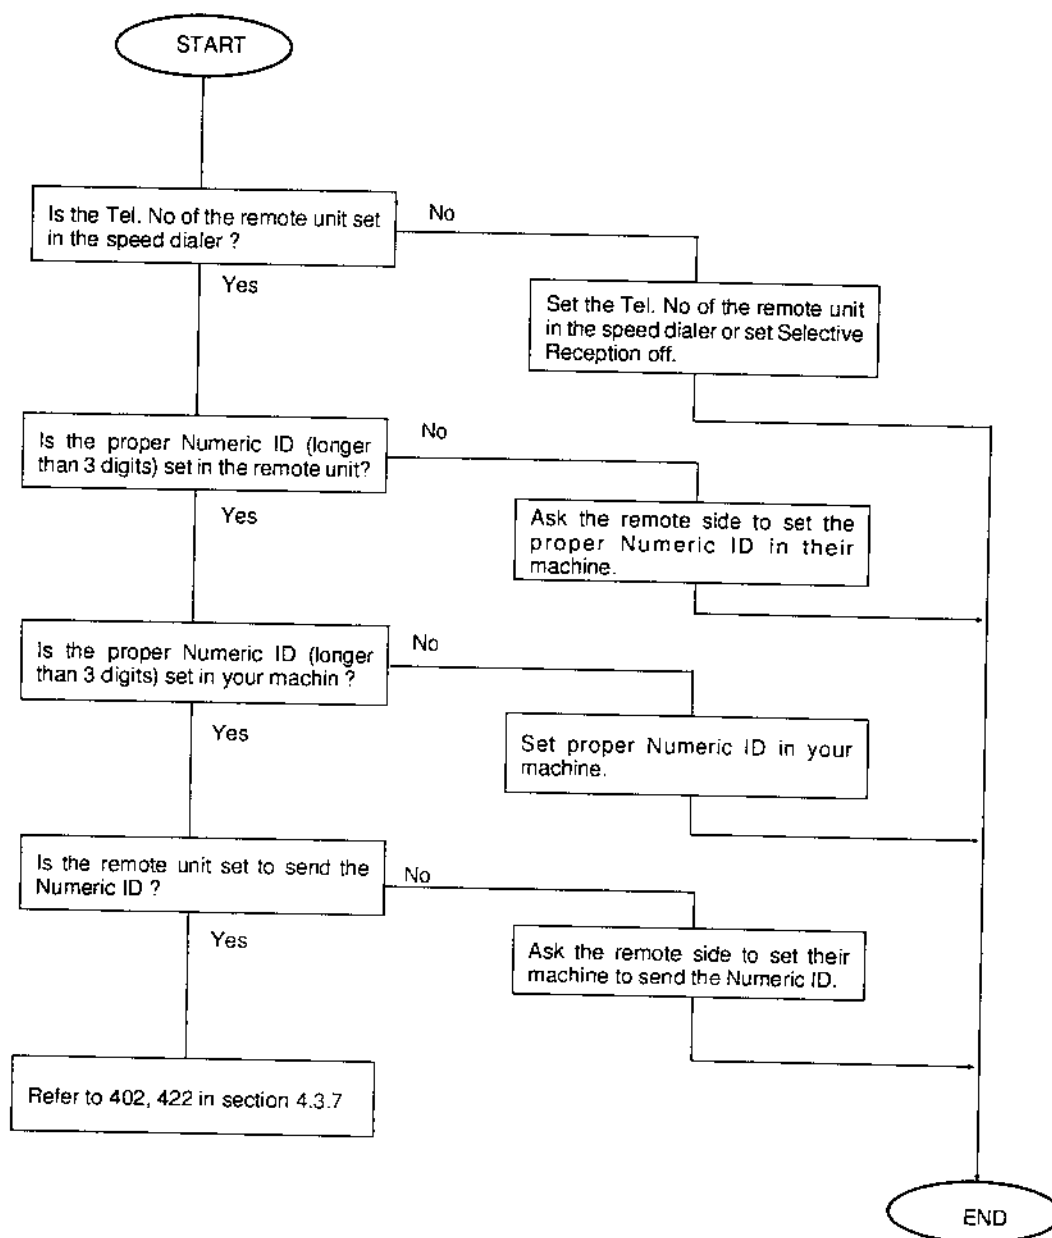 START
Is the Tel. No of the remote unit set
in the speed dialer ?
No
Yes
Set the Tel. No of the remote unit
in the speed dialer or set Selective
Reception off.
Is the proper Numeric ID (longer
than 3 digits) set in the remote unit?
No
Yes
Ask the remote side to set the
proper Numeric ID in their
machine.
Is the proper Numeric ID (longer
than 3 digits) set in your machin ?
No
Yes
Set proper Numeric ID in your
machine.
Is the remote unit set to send the
Numeric ID ?
No
Yes
Ask the remote side to set their
machine to send the Numeric ID.
Refer to 402, 422 in section 4.3.7
END